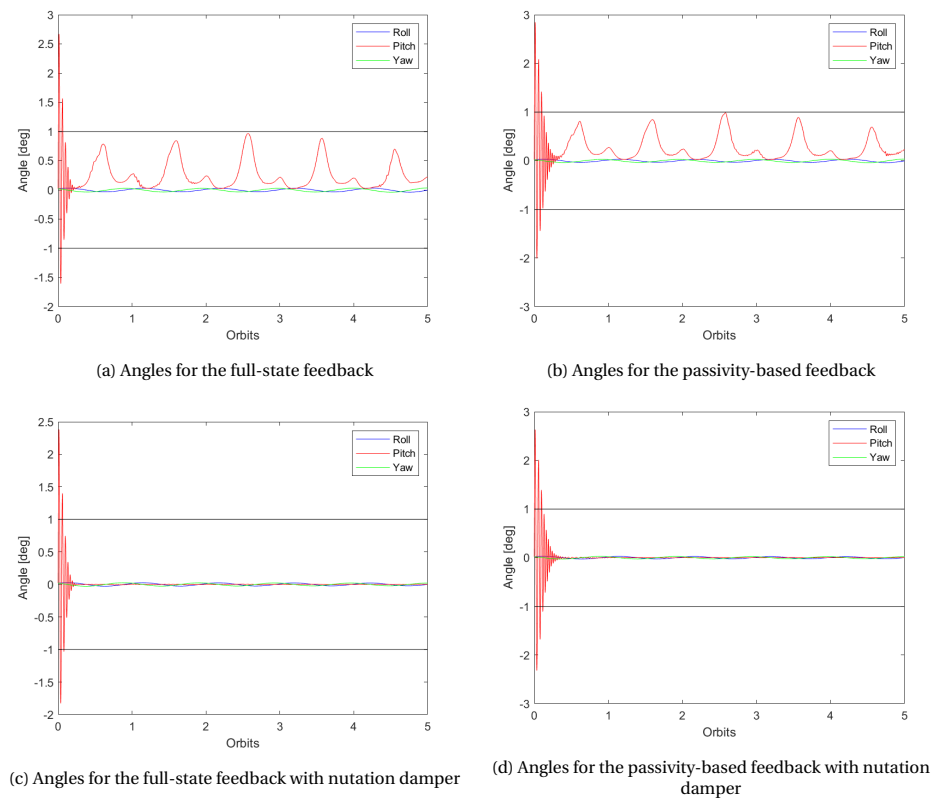 3
2.5
2
1.5
1
0.5
0
-0.5
-1
-1.5
-2
Angle [deg]
Roll
Pitch
Yaw
0
1
2
3
4
5
Orbits
(a) Angles for the full-state feedback
3
2
1
0
-1
-2
-3
Angle [deg]
Roll
Pitch
Yaw
0
1
2
3
4
5
Orbits
(b) Angles for the passivity-based feedback
2.5
2
1.5
1
0.5
0
-0.5
-1
-1.5
-2
Angle [deg]
Roll
Pitch
Yaw
0
1
2
3
4
5
Orbits
(c) Angles for the full-state feedback with nutation damper
3
2
1
0
-1
-2
-3
Angle [deg]
Roll
Pitch
Yaw
0
1
2
3
4
5
Orbits
(d) Angles for the passivity-based feedback with nutation
damper